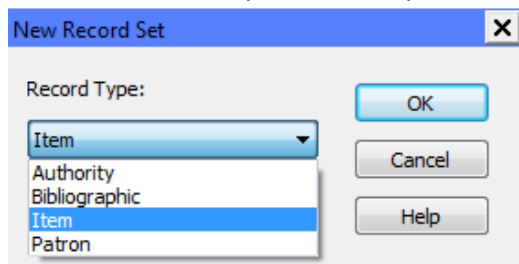 New Record Set
Record Type:
OK
Item
Cancel
Authority
Bibliographic
Item
Help
Patron